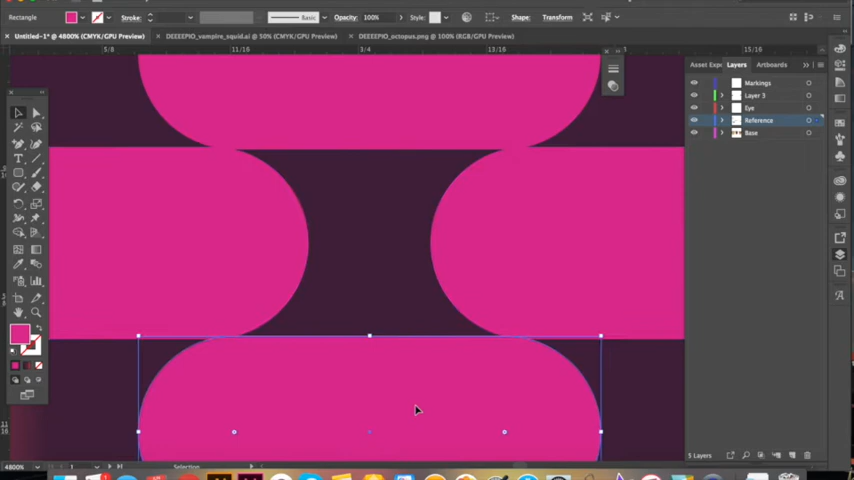 Rectangle Stroke: Basic Opacity: 100% Style: Shape: Transform
Untitled-1* @ 4800% (CMYK/GPU Preview) DEEEEPIO_vampire_squid.ai @ 50% (CMYK/GPU Preview) DEEEEPIO_octopus.png @ 100% (RGB/GPU Preview)
5/8 11/16 3/4 13/16 15/16
Asset Exp Layers Artboards
Markings
Layer 3
Eye
Reference
Base
5 Layers
4800% 1 Selection